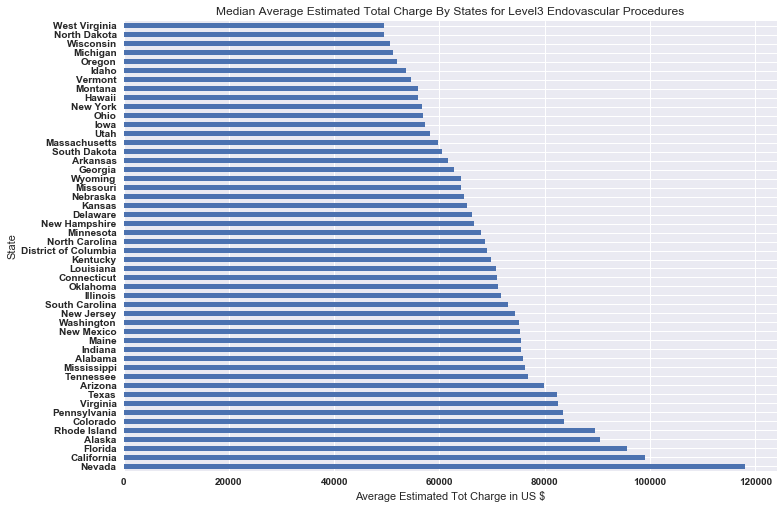 Median Average Estimated Total Charge By States for Level3 Endovascular Procedures
West Virginia
North Dakota
Wisconsin
Michigan
Oregon
Idaho
Vermont
Montana
Hawaii
New York
Ohio
Iowa
Utah
Massachusetts
South Dakota
Arkansas
Georgia
Wyoming
Missouri
Nebraska
Kansas
Delaware
New Hampshire
Minnesota
North Carolina
District of Columbia
Kentucky
Louisiana
Connecticut
Oklahoma
Illinois
South Carolina
New Jersey
Washington
New Mexico
Maine
Indiana
Alabama
Mississippi
Tennessee
Arizona
Texas
Virginia
Pennsylvania
Colorado
Rhode Island
Alaska
Florida
California
Nevada
State
0 20000 40000 60000 80000 100000 120000
Average Estimated Tot Charge in US $